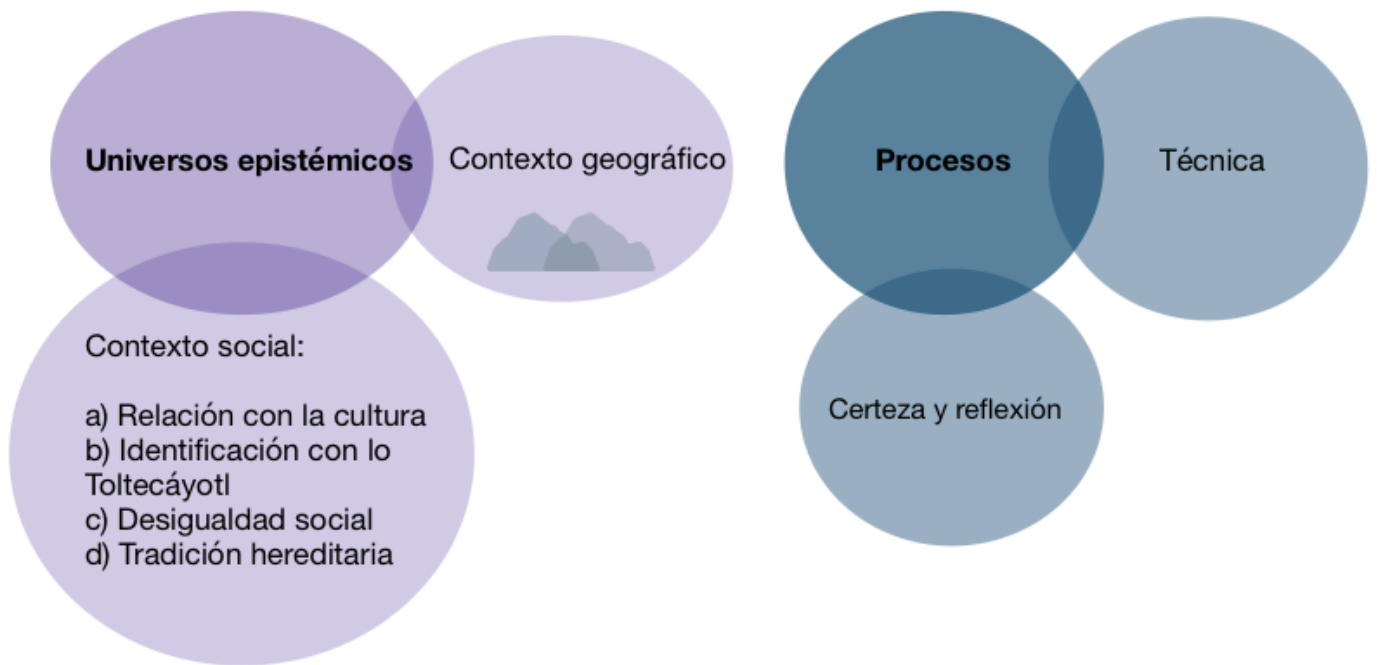 Universos epistémicos
Contexto geográfico
Contexto social:
a) Relación con la cultura
b) Identificación con lo
Toltecáyotl
c) Desigualdad social
d) Tradición hereditaria
Procesos
Técnica
Certeza y reflexión